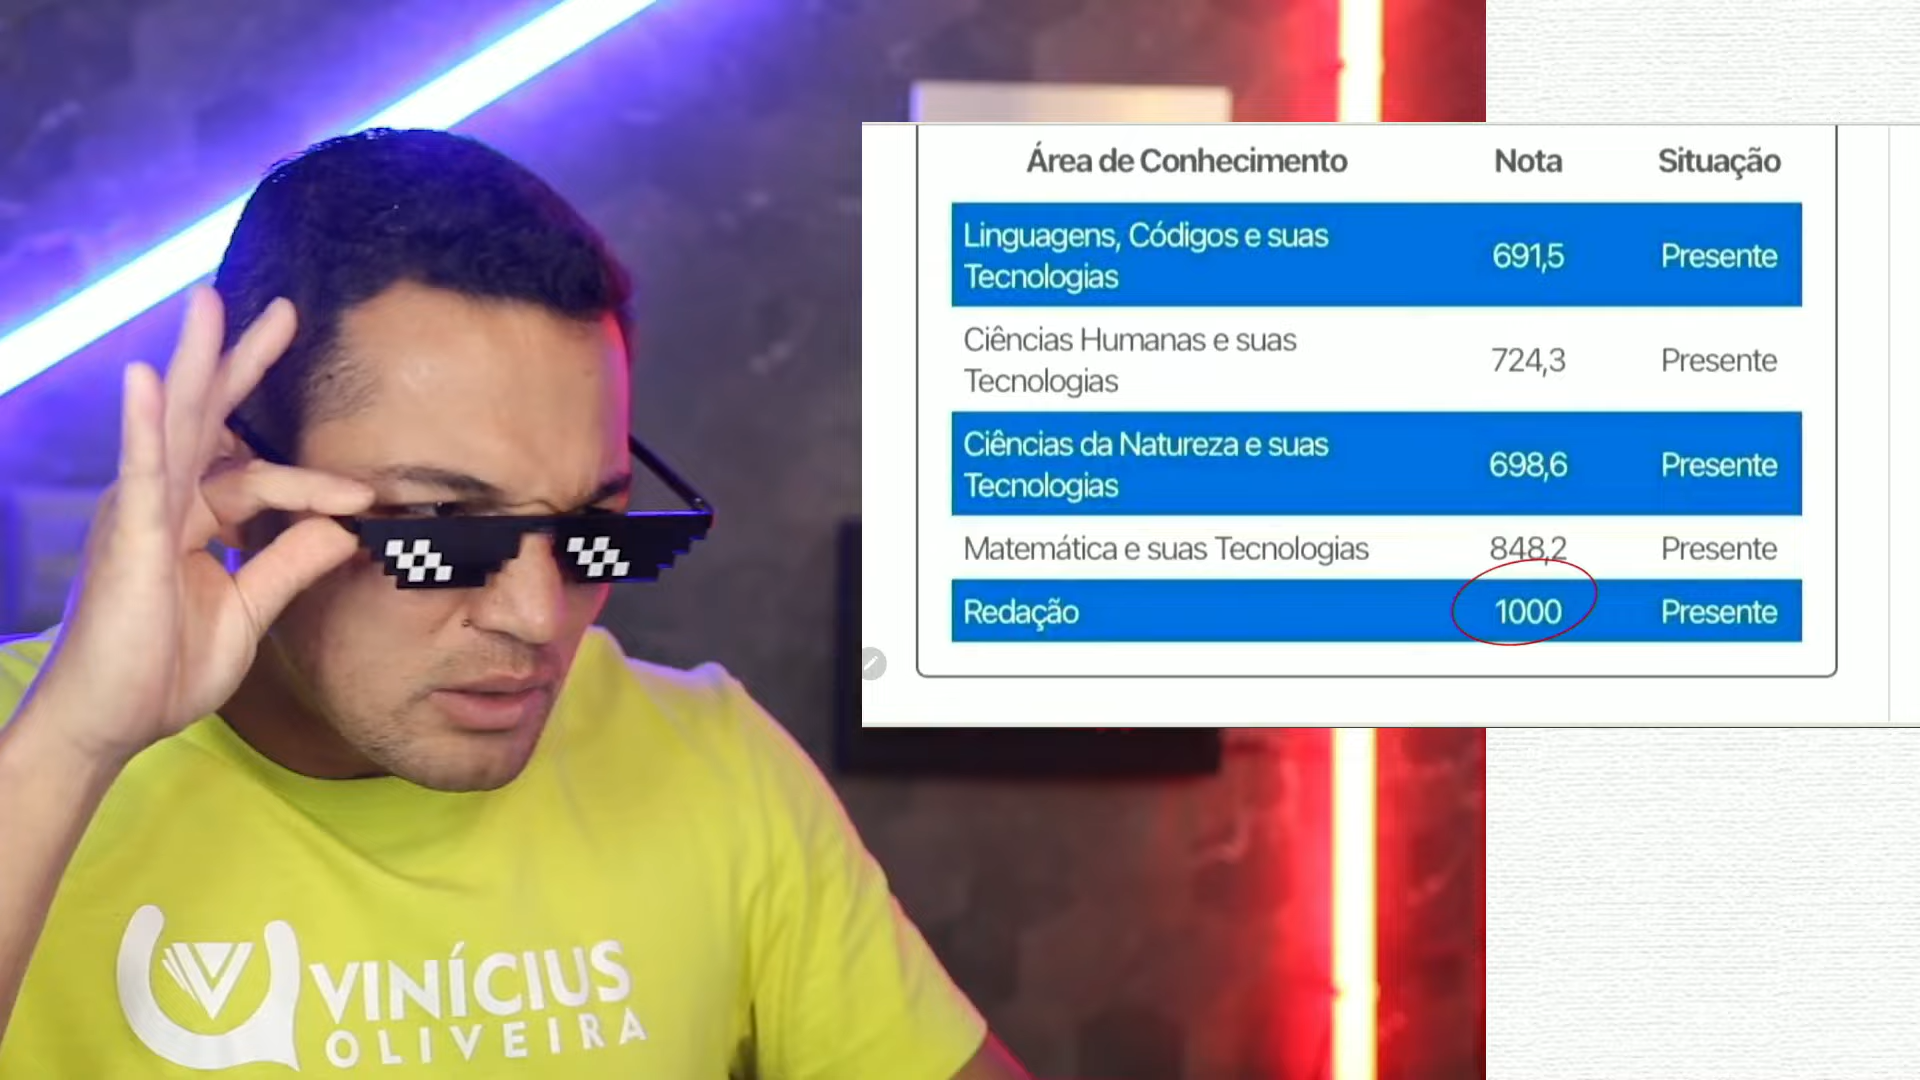 Área de Conhecimento Nota Situação
Linguagens, Códigos e suas
Tecnologias 691,5 Presente
Ciências Humanas e suas
Tecnologias 724,3 Presente
Ciências da Natureza e suas
Tecnologias 698,6 Presente
Matemática e suas Tecnologias 848,2 Presente
Redação 1000 Presente
VINÍCIUS
OLIVEIRA